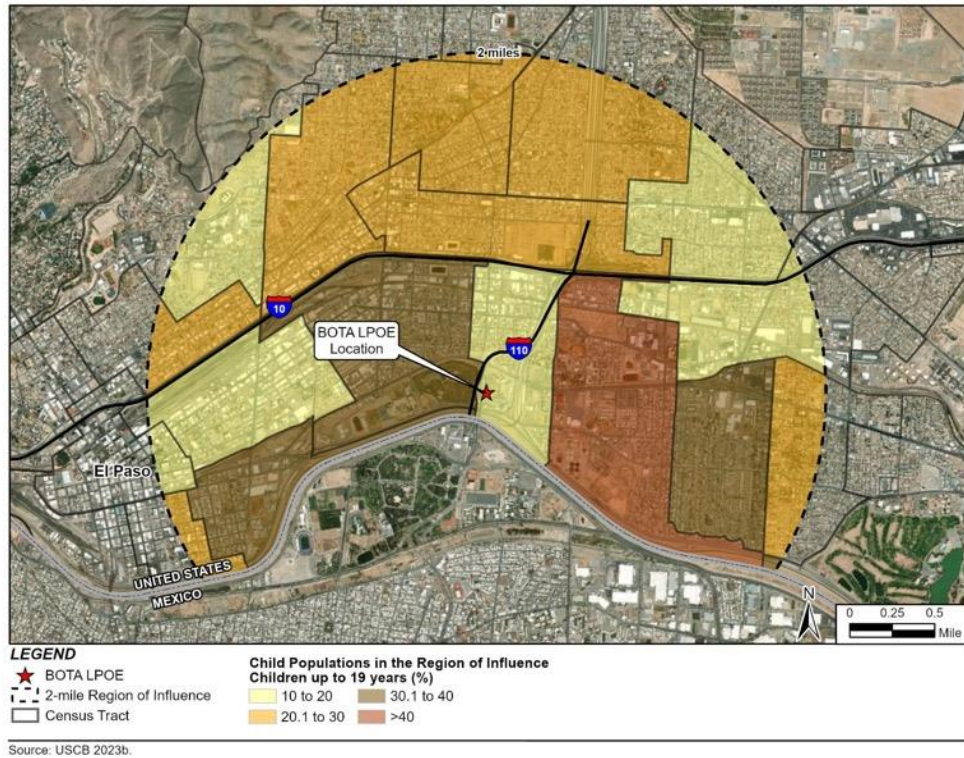 2 miles
10
BOTA LPOE
Location
110
El Paso
UNITED STATES
MEXICO
N
0 0.25 0.5
Mile
LEGEND
BOTA LPOE
2-mile Region of Influence
Census Tract
Child Populations in the Region of Influence
Children up to 19 years (%)
10 to 20
20.1 to 30
30.1 to 40
>40
Source: USCB 2023b.